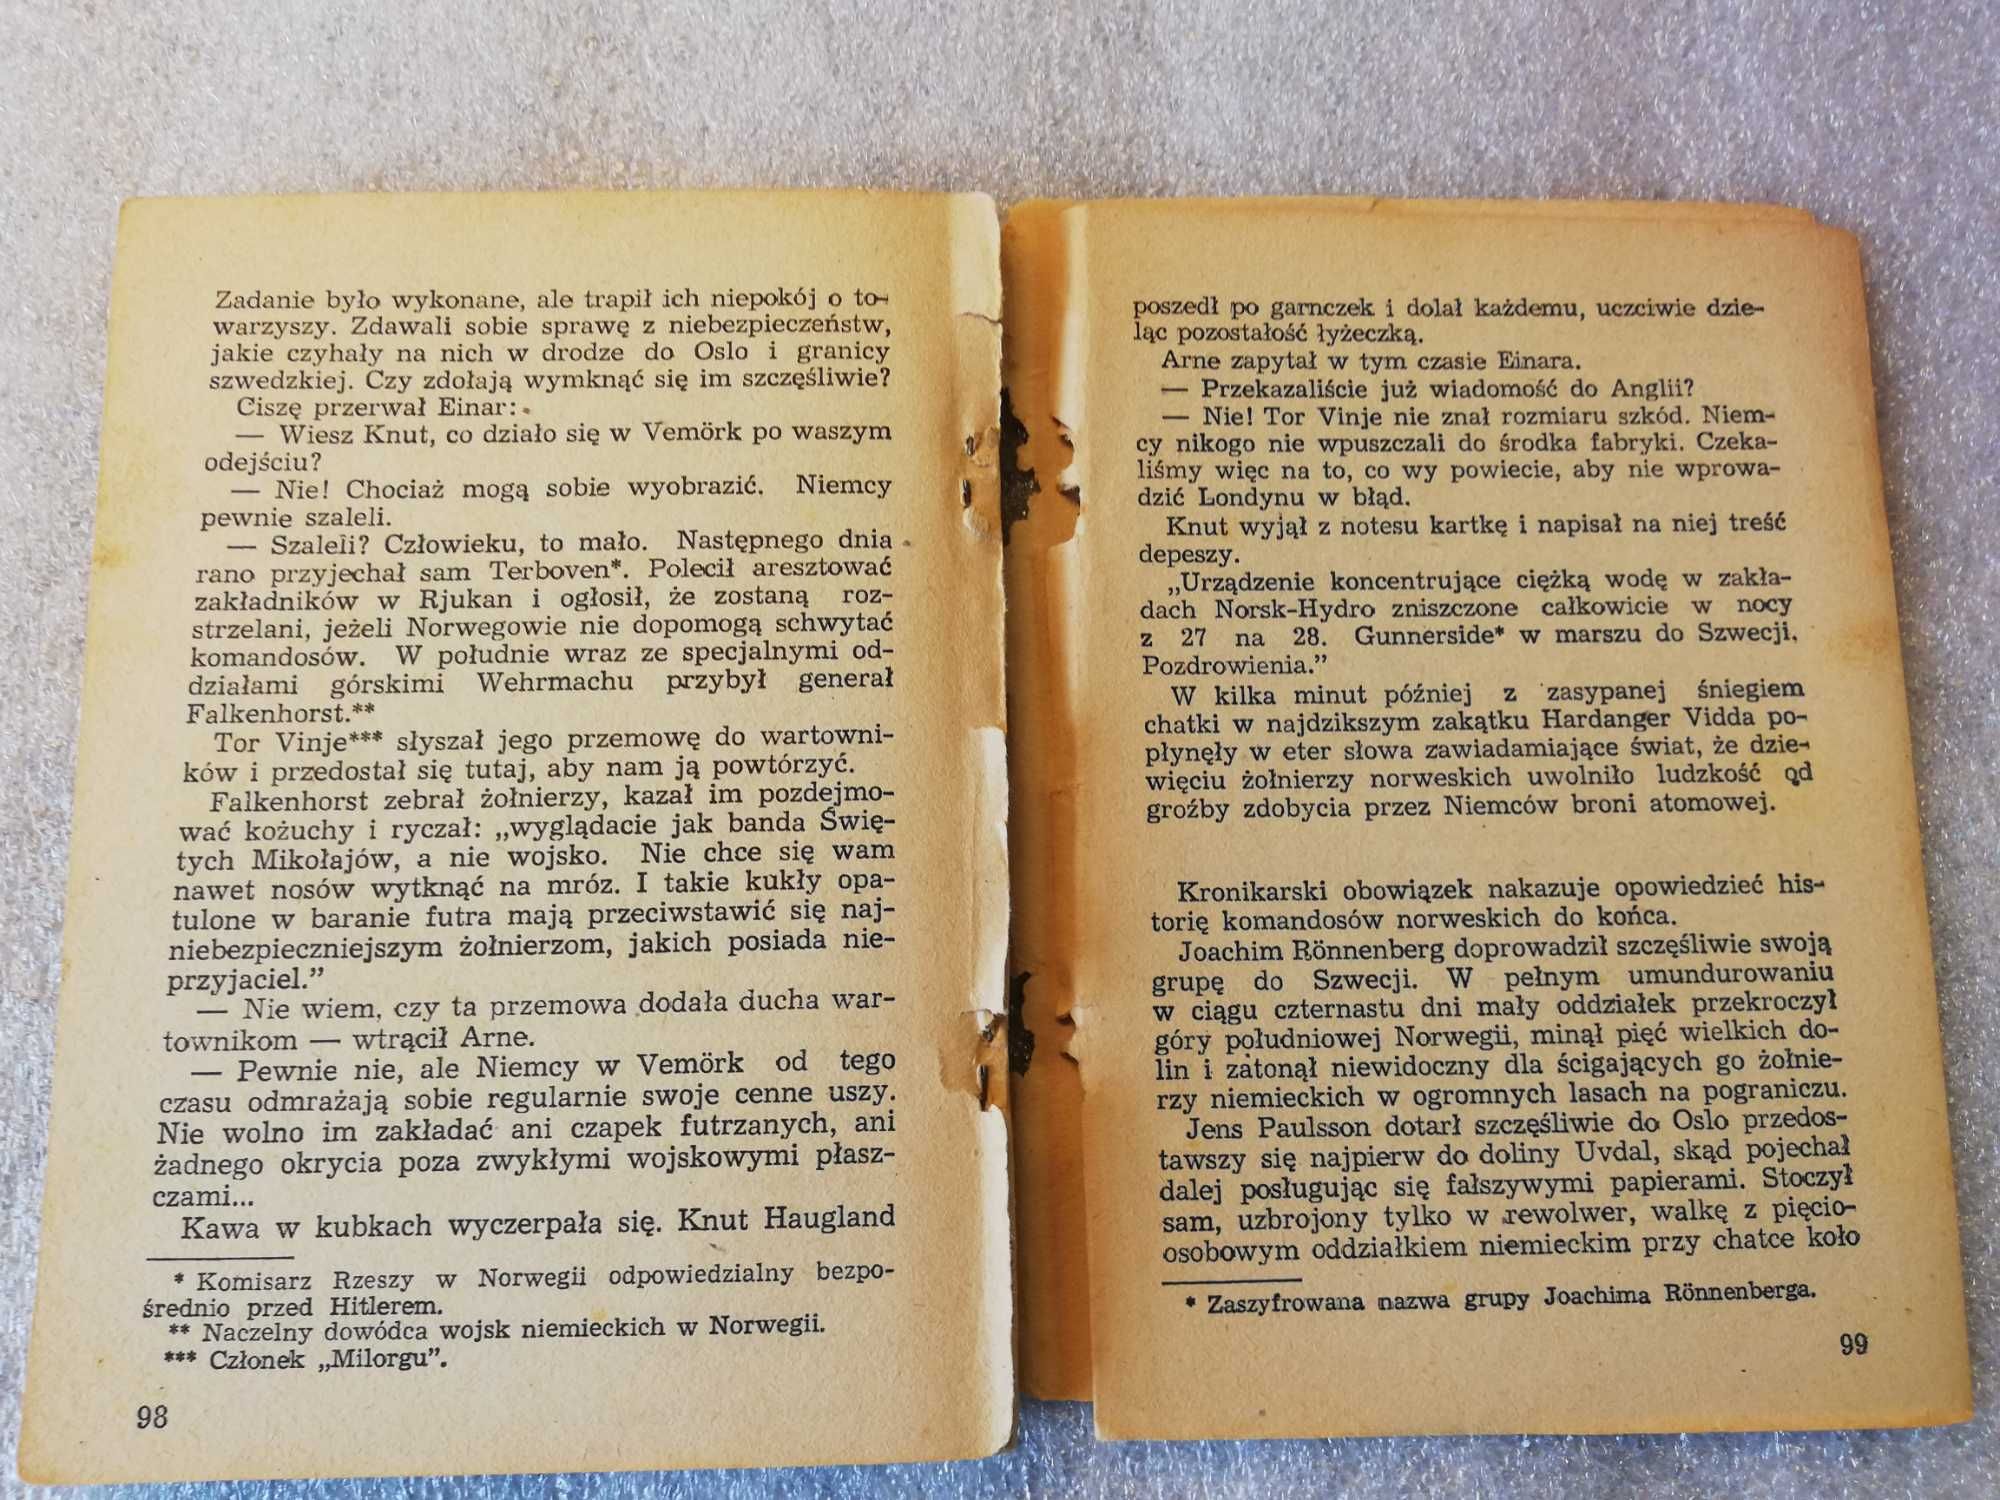 Zadanie było wykonane, ale trapił ich niepokój o to-
warzyszy. Zdawali sobie sprawę z niebezpieczeństw,
jakie czyhały na nich w drodze do Oslo i granicy
szwedzkiej. Czy zdołają wymknąć się im szczęśliwie?
Ciszę przerwał Einar:
— Wiesz Knut, co działo się w Vemörk po waszym
odejściu?
— Nie! Chociaż mogą sobie wyobrazić. Niemcy
pewnie szaleli.
— Szaleli? Człowieku, to mało. Następnego dnia
rano przyjechał sam Terboven*. Polecił aresztować
zakładników w Rjukan i ogłosił, że zostaną roz-
strzelani, jeżeli Norwegowie nie dopomogą schwytać
komandosów. W południe wraz ze specjalnymi od-
działami górskimi Wehrmachu przybył generał
Falkenhorst.**
Tor Vinje*** słyszał jego przemowę do wartowni-
ków i przedostał się tutaj, aby nam ją powtórzyć.
Falkenhorst zebrał żołnierzy, kazał im pozdejmo-
wać kożuchy i ryczał: „wyglądacie jak banda Świę-
tych Mikołajów, a nie wojsko. Nie chce się wam
nawet nosów wytknąć na mróz. I takie kukły opa-
tulone w baranie futra mają przeciwstawić się naj-
niebezpieczniejszym żołnierzom, jakich posiada nie-
przyjaciel.”
— Nie wiem, czy ta przemowa dodała ducha war-
townikom — wtrącił Arne.
— Pewnie nie, ale Niemcy w Vemörk od tego
czasu odmrażają sobie regularnie swoje cenne uszy.
Nie wolno im zakładać ani czapek futrzanych, ani
żadnego okrycia poza zwykłymi wojskowymi płasz-
czami...
Kawa w kubkach wyczerpała się. Knut Haugland
* Komisarz Rzeszy w Norwegii odpowiedzialny bezpo-
średnio przed Hitlerem.
** Naczelny dowódca wojsk niemieckich w Norwegii.
*** Członek „Milorgu”.
98
poszedł po garnczek i dolał każdemu, uczciwie dzie-
ląc pozostałość łyżeczką.
Arne zapytał w tym czasie Einara.
— Przekazaliście już wiadomość do Anglii?
— Nie! Tor Vinje nie znał rozmiaru szkód. Niem-
cy nikogo nie wpuszczali do środka fabryki. Czeka-
liśmy więc na to, co wy powiecie, aby nie wprowa-
dzić Londynu w błąd.
Knut wyjął z notesu kartkę i napisał na niej treść
depeszy.
„Urządzenie koncentrujące ciężką wodę w zakła-
dach Norsk-Hydro zniszczone całkowicie w nocy
z 27 na 28. Gunnerside* w marszu do Szwecji.
Pozdrowienia.”
W kilka minut później z zasypanej śniegiem
chatki w najdzikszym zakątku Hardanger Vidda po-
płynęły w eter słowa zawiadamiające świat, że dzie-
więciu żołnierzy norweskich uwolniło ludzkość od
groźby zdobycia przez Niemców broni atomowej.
Kronikarski obowiązek nakazuje opowiedzieć his-
torię komandosów norweskich do końca.
Joachim Rönnenberg doprowadził szczęśliwie swoją
grupę do Szwecji. W pełnym umundurowaniu
w ciągu czternastu dni mały oddziałek przekroczył
góry południowej Norwegii, minął pięć wielkich do-
lin i zatonął niewidoczny dla ścigających go żołnie-
rzy niemieckich w ogromnych lasach na pograniczu.
Jens Paulsson dotarł szczęśliwie do Oslo przedos-
tawszy się najpierw do doliny Uvdal, skąd pojechał
dalej posługując się fałszywymi papierami. Stoczył
sam, uzbrojony tylko w rewolwer, walkę z pięcio-
osobowym oddziałkiem niemieckim przy chatce koło
* Zaszyfrowana nazwa grupy Joachima Rönnenberga.
99